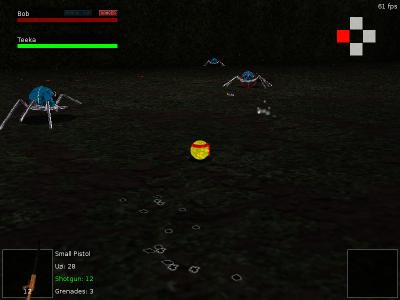 61 fps
Bob
Teeka
Small Pistol
Uzi: 28
Shotgun: 12
Grenades: 3
12